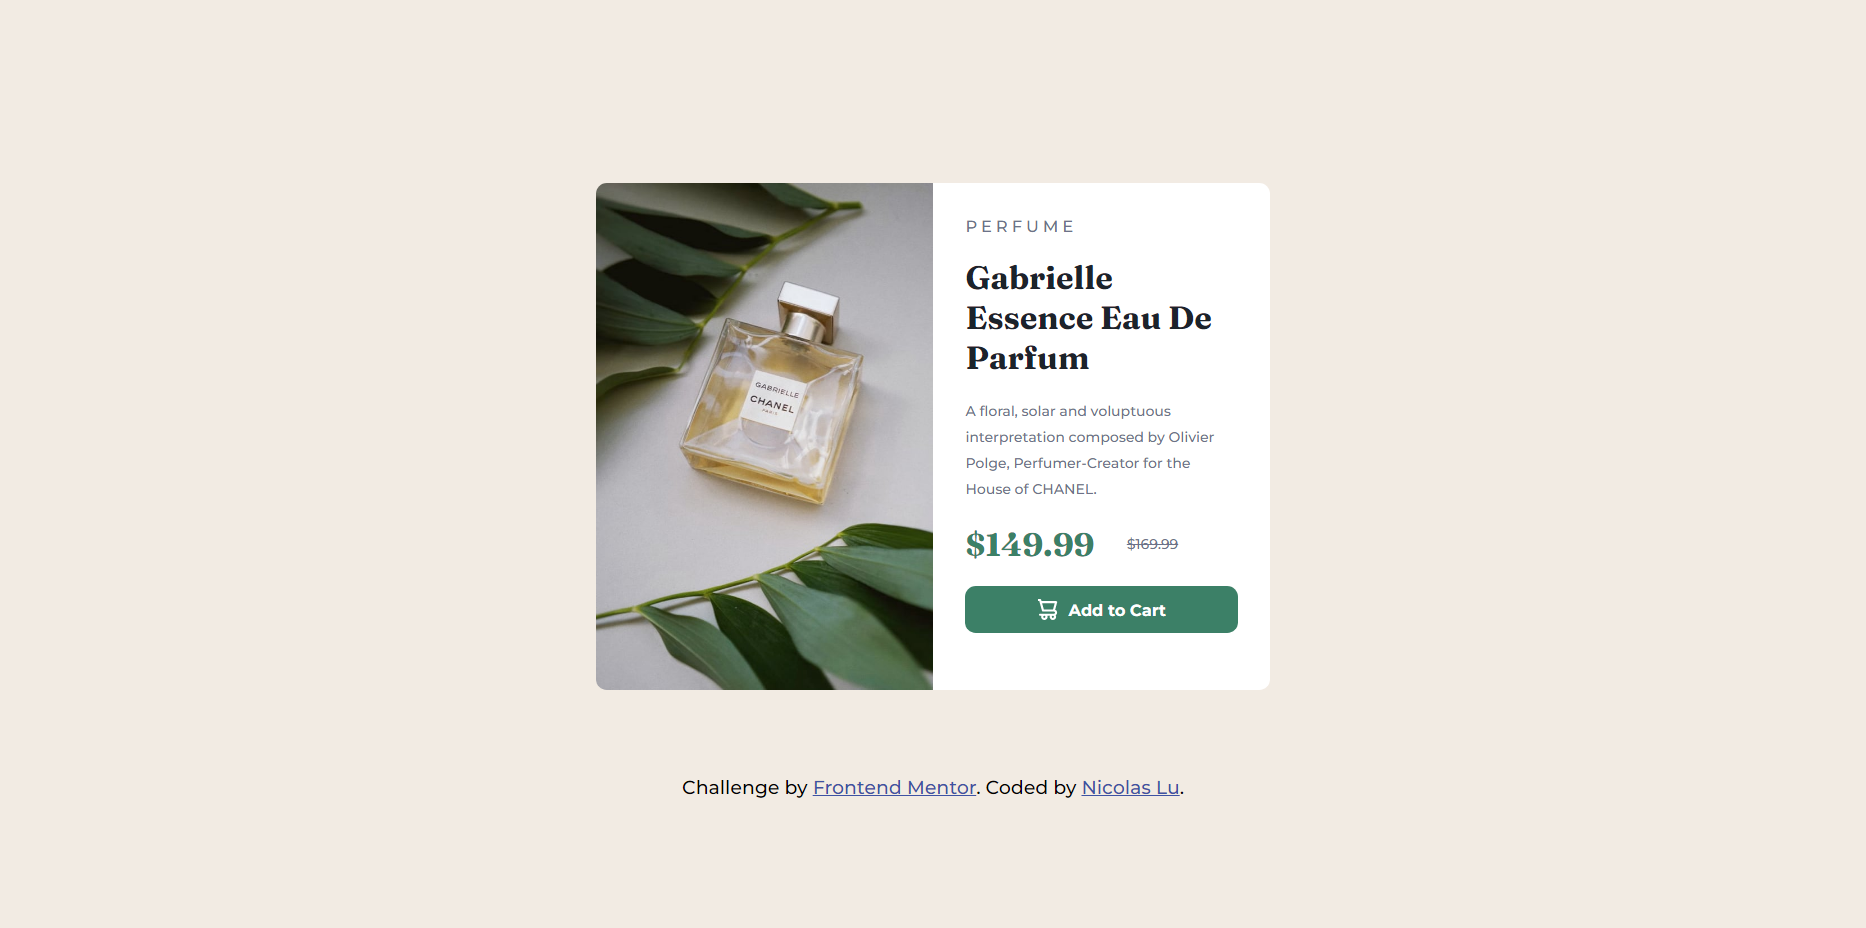 GABRIELLE
CHANEL
PARIS
PERFUME
Gabrielle
Essence Eau De
Parfum
A floral, solar and voluptuous
interpretation composed by Olivier
Polge, Perfumer-Creator for the
House of CHANEL.
$149.99 $169.99
Add to Cart
Challenge by Frontend Mentor. Coded by Nicolas Lu.